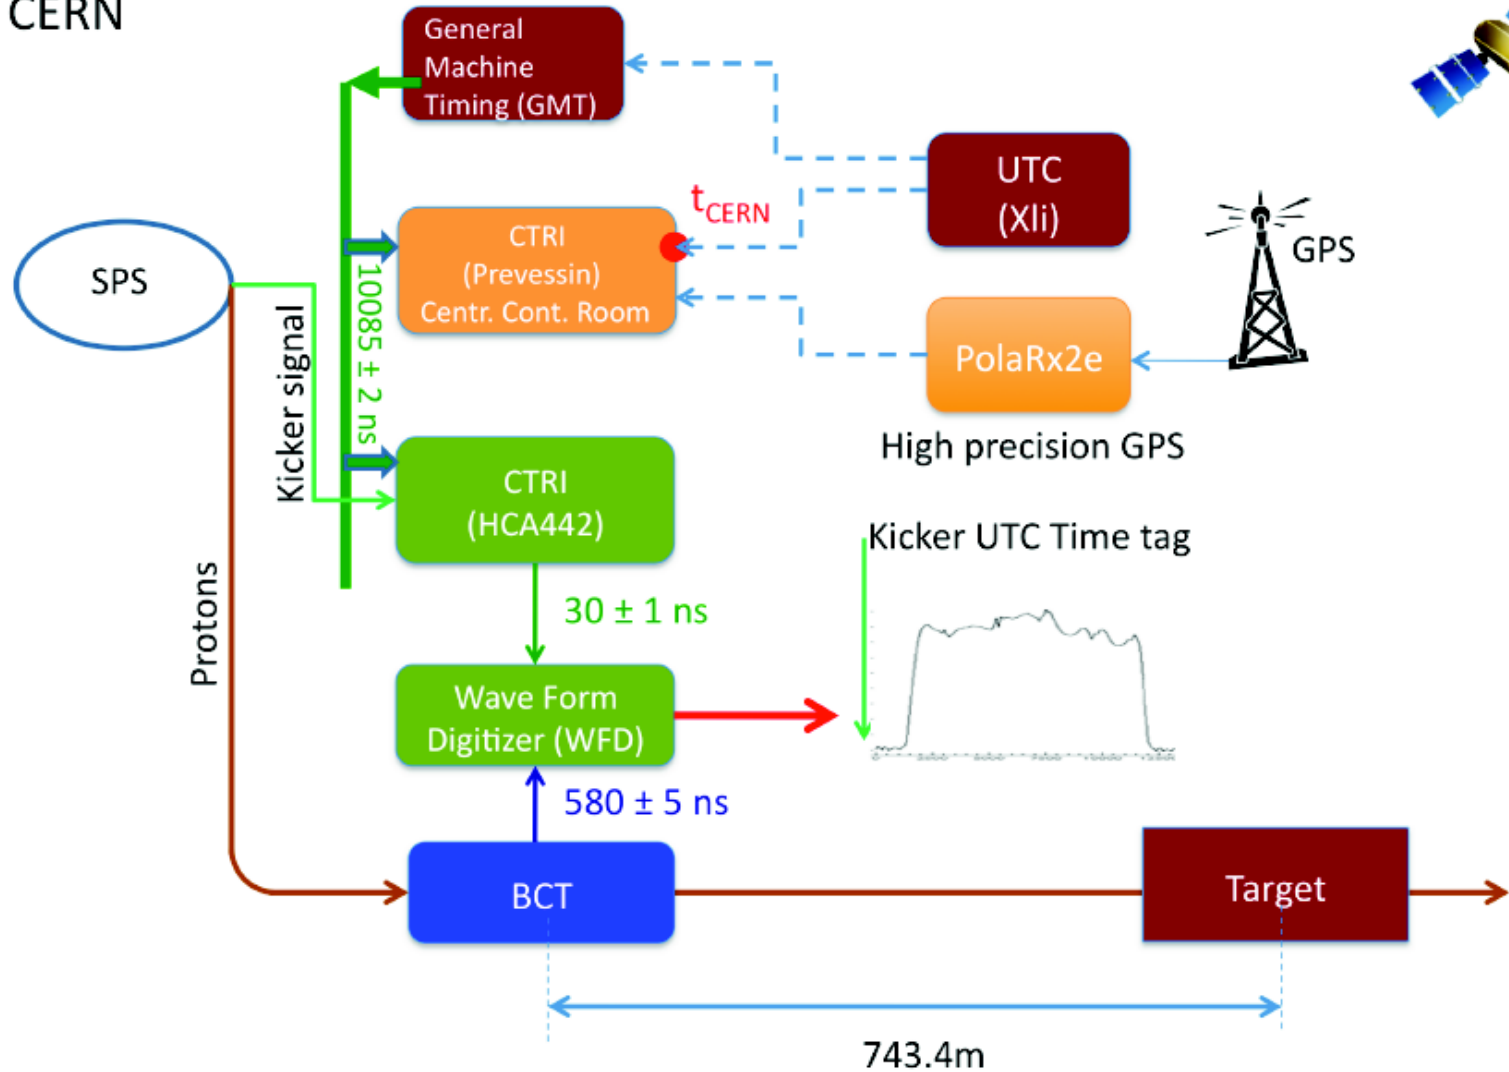 CERN
General
Machine
Timing (GMT)
UTC
(Xli)
tCERN
GPS
SPS
CTRI
(Prevessin)
Centr. Cont. Room
PolaRx2e
High precision GPS
Kicker signal
10085 ± 2 ns
CTRI
(HCA442)
Kicker UTC Time tag
30 ± 1 ns
Protons
Wave Form
Digitizer (WFD)
580 ± 5 ns
BCT
Target
743.4m